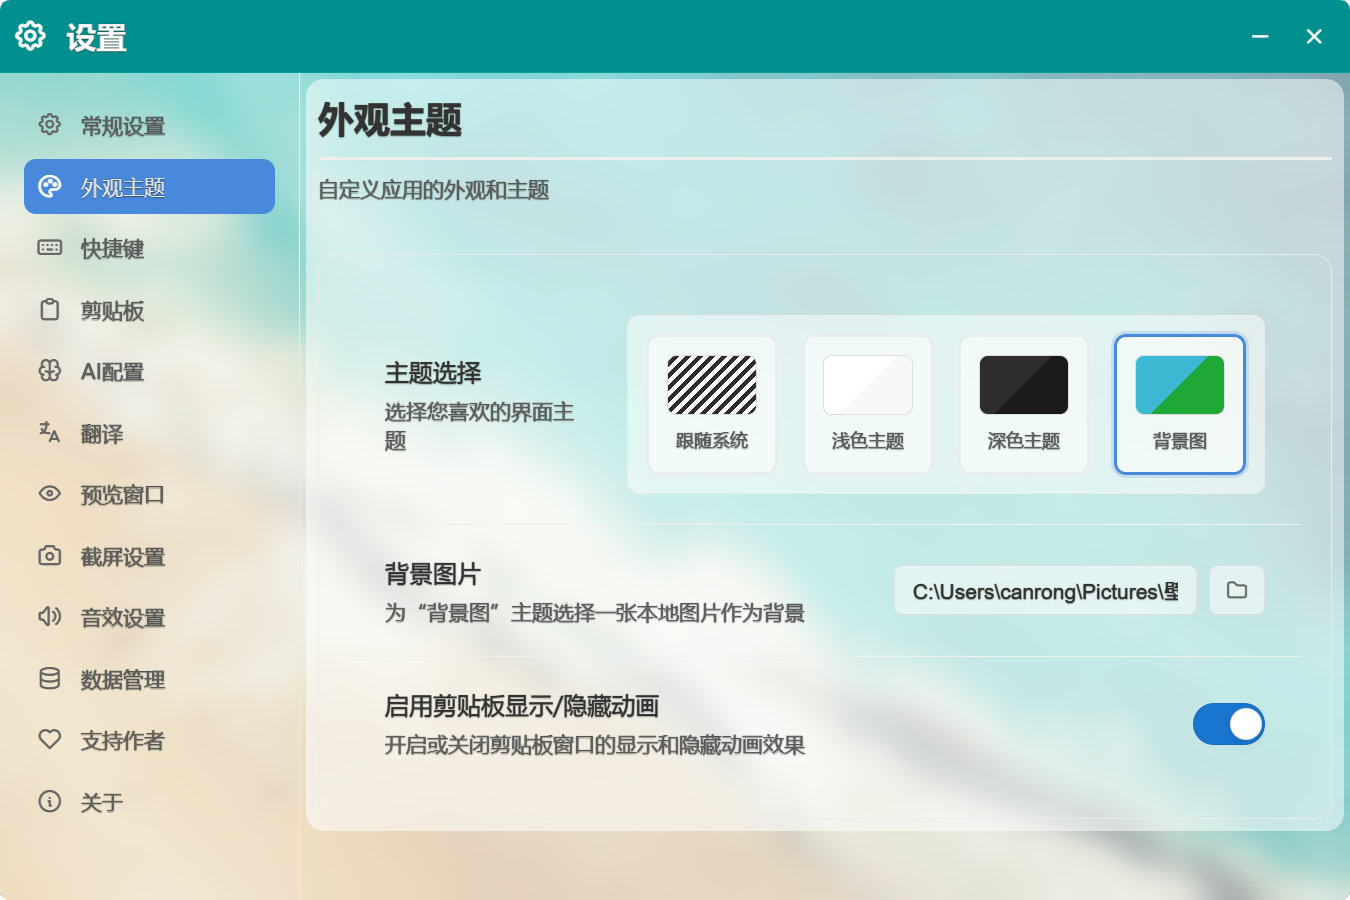 设置
常规设置
外观主题
快捷键
剪贴板
AI配置
翻译
预览窗口
截屏设置
音效设置
数据管理
支持作者
关于
外观主题
自定义应用的外观和主题
主题选择
选择您喜欢的界面主
题
跟随系统
浅色主题
深色主题
背景图
背景图片
为“背景图”主题选择一张本地图片作为背景
C:\Users\canrong\Pictures\壁
启用剪贴板显示/隐藏动画
开启或关闭剪贴板窗口的显示和隐藏动画效果